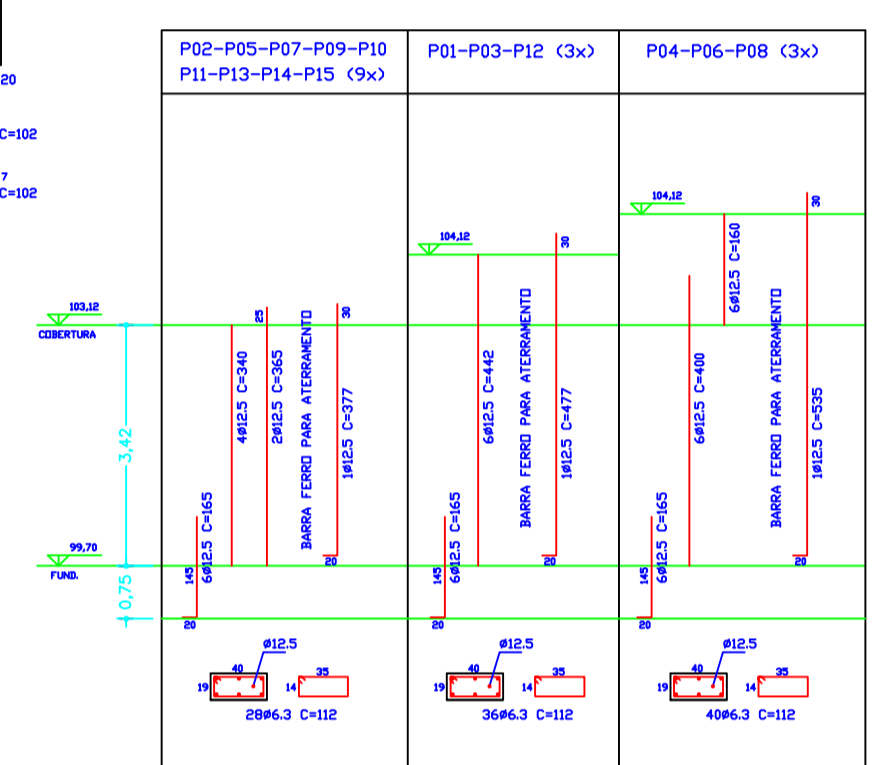 20
C=102
7
C=102
P02-P05-P07-P09-P10
P11-P13-P14-P15 (9x)
P01-P03-P12 (3x)
P04-P06-P08 (3x)
103,12
COBERTURA
3,42
99,70
FUND.
0,75
145
6Ø12.5 C=165
20
4Ø12.5 C=340
25
2Ø12.5 C=365
BARRA FERRO PARA ATERRAMENTO
30
1Ø12.5 C=377
20
Ø12.5
40
19
35
14
28Ø6.3 C=112
104,12
145
6Ø12.5 C=165
20
6Ø12.5 C=442
BARRA FERRO PARA ATERRAMENTO
30
1Ø12.5 C=477
20
Ø12.5
40
19
35
14
36Ø6.3 C=112
104,12
145
6Ø12.5 C=165
20
6Ø12.5 C=400
6Ø12.5 C=160
BARRA FERRO PARA ATERRAMENTO
30
1Ø12.5 C=535
20
Ø12.5
40
19
35
14
40Ø6.3 C=112